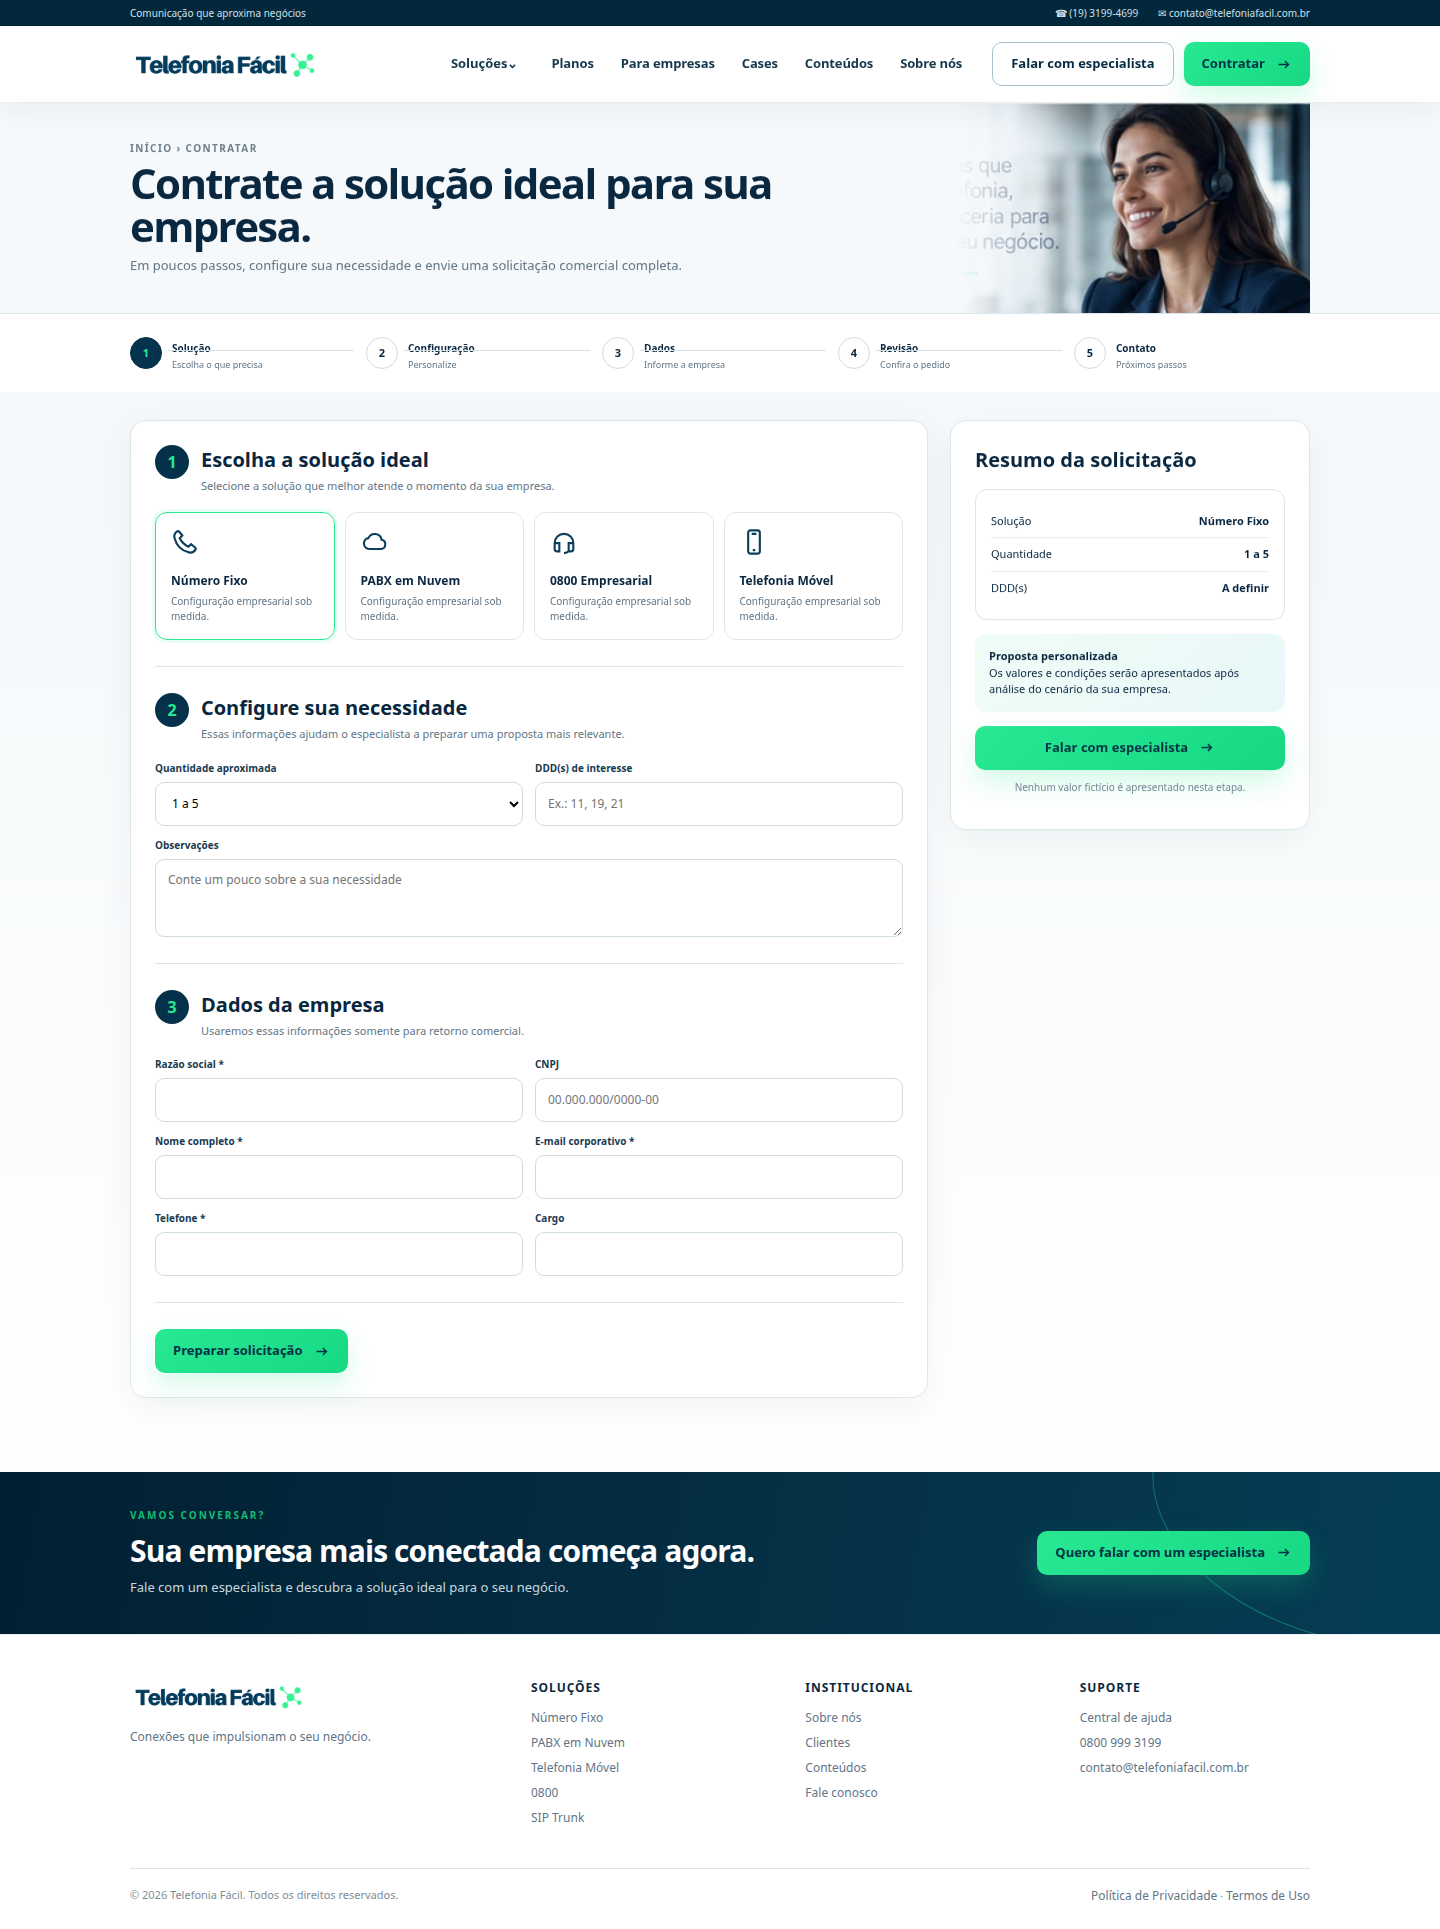 Comunicação que aproxima negócios
☎ (19) 3199-4699
✉ contato@telefoniafacil.com.br
Telefonia Fácil
Soluções
Planos
Para empresas
Cases
Conteúdos
Sobre nós
Falar com especialista
Contratar →
INÍCIO › CONTRATAR
Contrate a solução ideal para sua
empresa.
Em poucos passos, configure sua necessidade e envie uma solicitação comercial completa.
que
para
negócio.
1
Solução
Escolha o que precisa
2
Configuração
Personalize
3
Dados
Informe a empresa
4
Revisão
Confira o pedido
5
Contato
Próximos passos
1
Escolha a solução ideal
Selecione a solução que melhor atende o momento da sua empresa.
Número Fixo
Configuração empresarial sob
medida.
PABX em Nuvem
Configuração empresarial sob
medida.
0800 Empresarial
Configuração empresarial sob
medida.
Telefonia Móvel
Configuração empresarial sob
medida.
2
Configure sua necessidade
Essas informações ajudam o especialista a preparar uma proposta mais relevante.
Quantidade aproximada
1 a 5
DDD(s) de interesse
Ex.: 11, 19, 21
Observações
Conte um pouco sobre a sua necessidade
3
Dados da empresa
Usaremos essas informações somente para retorno comercial.
Razão social *
CNPJ
00.000.000/0000-00
Nome completo *
E-mail corporativo *
Telefone *
Cargo
Preparar solicitação →
Resumo da solicitação
Solução Número Fixo
Quantidade 1 a 5
DDD(s) A definir
Proposta personalizada
Os valores e condições serão apresentados após
análise do cenário da sua empresa.
Falar com especialista →
Nenhum valor fictício é apresentado nesta etapa.
VAMOS CONVERSAR?
Sua empresa mais conectada começa agora.
Fale com um especialista e descubra a solução ideal para o seu negócio.
Quero falar com um especialista →
Telefonia Fácil
Conexões que impulsionam o seu negócio.
SOLUÇÕES
Número Fixo
PABX em Nuvem
Telefonia Móvel
0800
SIP Trunk
INSTITUCIONAL
Sobre nós
Clientes
Conteúdos
Fale conosco
SUPORTE
Central de ajuda
0800 999 3199
contato@telefoniafacil.com.br
© 2026 Telefonia Fácil. Todos os direitos reservados.
Política de Privacidade · Termos de Uso